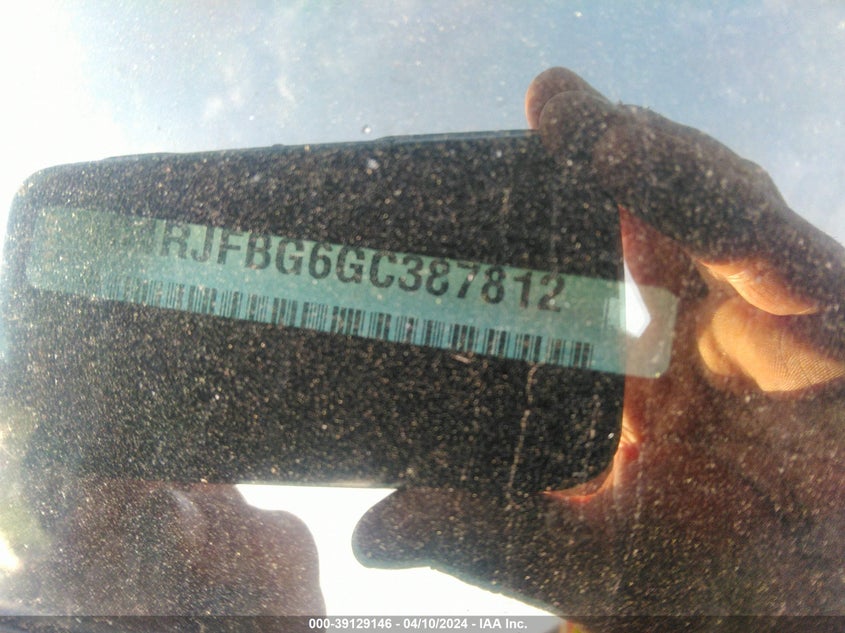 RJFBG6GC387812
000-39129146 - 04/10/2024 - IAA Inc.